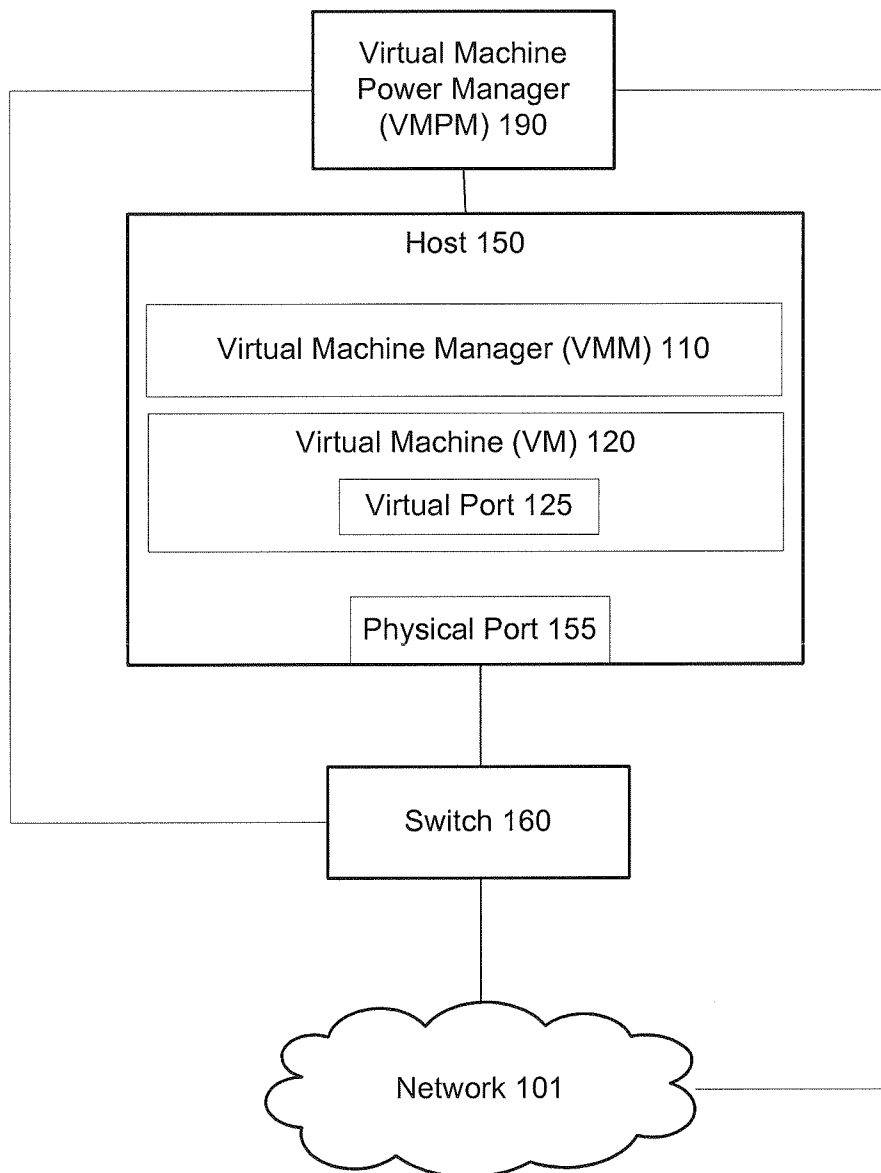 Virtual Machine
Power Manager
(VMPM) 190
Host 150
Virtual Machine Manager (VMM) 110
Virtual Machine (VM) 120
Virtual Port 125
Physical Port 155
Switch 160
Network 101